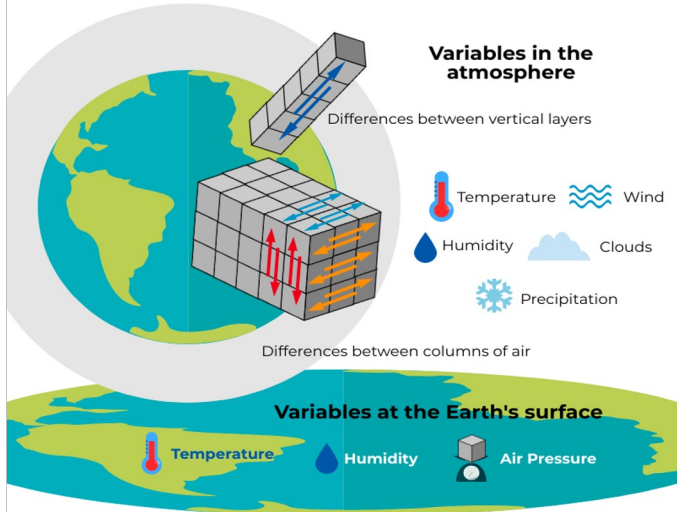 Variables in the
atmosphere
Differences between vertical layers
Temperature
Wind
Humidity
Clouds
Precipitation
Differences between columns of air
Variables at the Earth's surface
Temperature
Humidity
Air Pressure